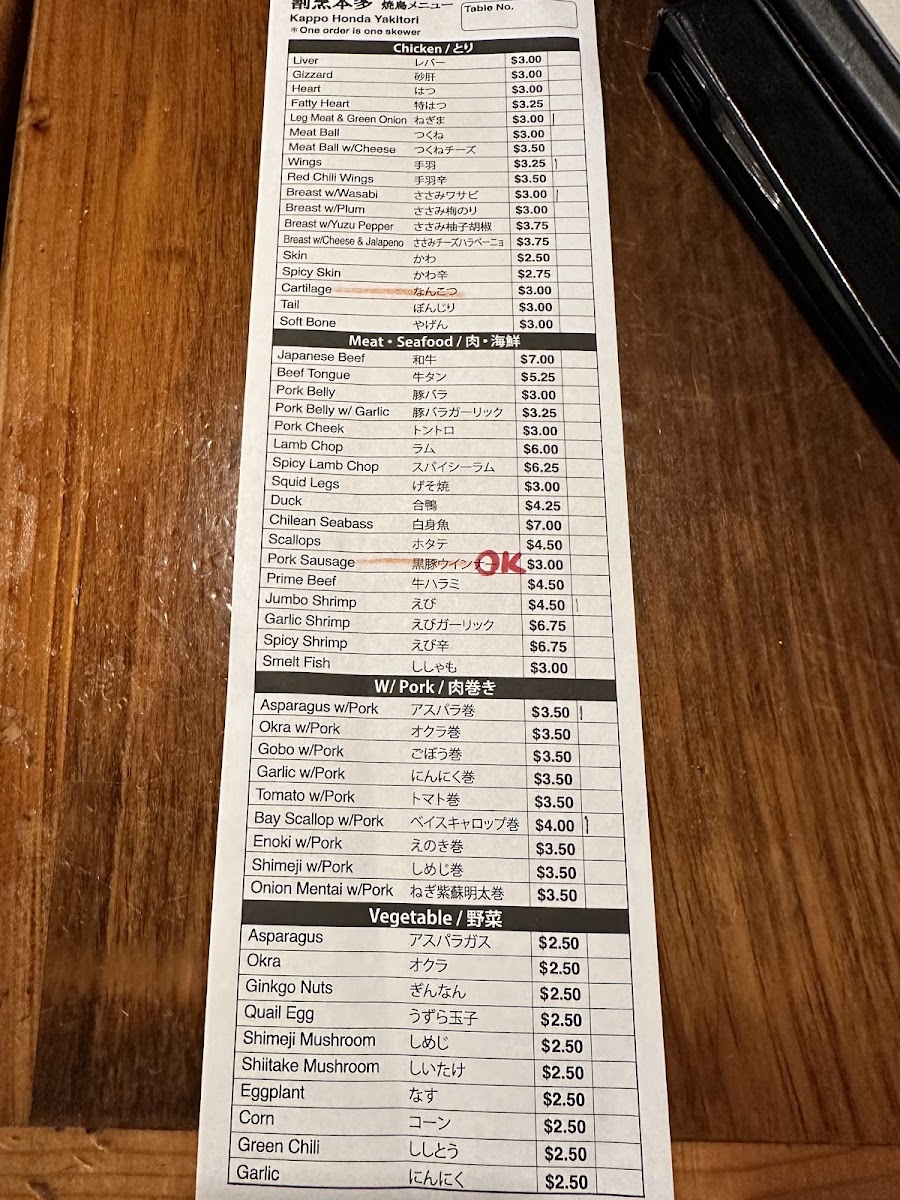 割烹本多 焼鳥メニュー
Kappo Honda Yakitori
Table No.
*One order is one skewer
Chicken / とり
Liver レバー $3.00
Gizzard 砂肝 $3.00
Heart はつ $3.00
Fatty Heart 特はつ $3.25
Leg Meat & Green Onion ねぎま $3.00 |
Meat Ball つくね $3.00
Meat Ball w/Cheese つくねチーズ $3.50
Wings 手羽 $3.25 |
Red Chili Wings 手羽辛 $3.50
Breast w/Wasabi ささみワサビ $3.00 |
Breast w/Plum ささみ梅のり $3.00
Breast w/Yuzu Pepper ささみ柚子胡椒 $3.75
Breast w/Cheese & Jalapeno ささみチーズハラペーニョ $3.75
Skin かわ $2.50
Spicy Skin かわ辛 $2.75
Cartilage なんこつ $3.00
Tail ぼんじり $3.00
Soft Bone やげん $3.00
Meat・Seafood / 肉・海鮮
Japanese Beef 和牛 $7.00
Beef Tongue 牛タン $5.25
Pork Belly 豚バラ $3.00
Pork Belly w/ Garlic 豚バラガーリック $3.25
Pork Cheek トントロ $3.00
Lamb Chop ラム $6.00
Spicy Lamb Chop スパイシーラム $6.25
Squid Legs げそ焼 $3.00
Duck 合鴨 $4.25
Chilean Seabass 白身魚 $7.00
Scallops ホタテ $4.50
Pork Sausage 黒豚ウインナー OK $3.00
Prime Beef 牛ハラミ $4.50
Jumbo Shrimp えび $4.50 |
Garlic Shrimp えびガーリック $6.75
Spicy Shrimp えび辛 $6.75
Smelt Fish ししゃも $3.00
W/ Pork / 肉巻き
Asparagus w/Pork アスパラ巻 $3.50 |
Okra w/Pork オクラ巻 $3.50
Gobo w/Pork ごぼう巻 $3.50
Garlic w/Pork にんにく巻 $3.50
Tomato w/Pork トマト巻 $3.50
Bay Scallop w/Pork ベイスキャロップ巻 $4.00 |
Enoki w/Pork えのき巻 $3.50
Shimeji w/Pork しめじ巻 $3.50
Onion Mentai w/Pork ねぎ紫蘇明太巻 $3.50
Vegetable / 野菜
Asparagus アスパラガス $2.50
Okra オクラ $2.50
Ginkgo Nuts ぎんなん $2.50
Quail Egg うずら玉子 $2.50
Shimeji Mushroom しめじ $2.50
Shiitake Mushroom しいたけ $2.50
Eggplant なす $2.50
Corn コーン $2.50
Green Chili ししとう $2.50
Garlic にんにく $2.50